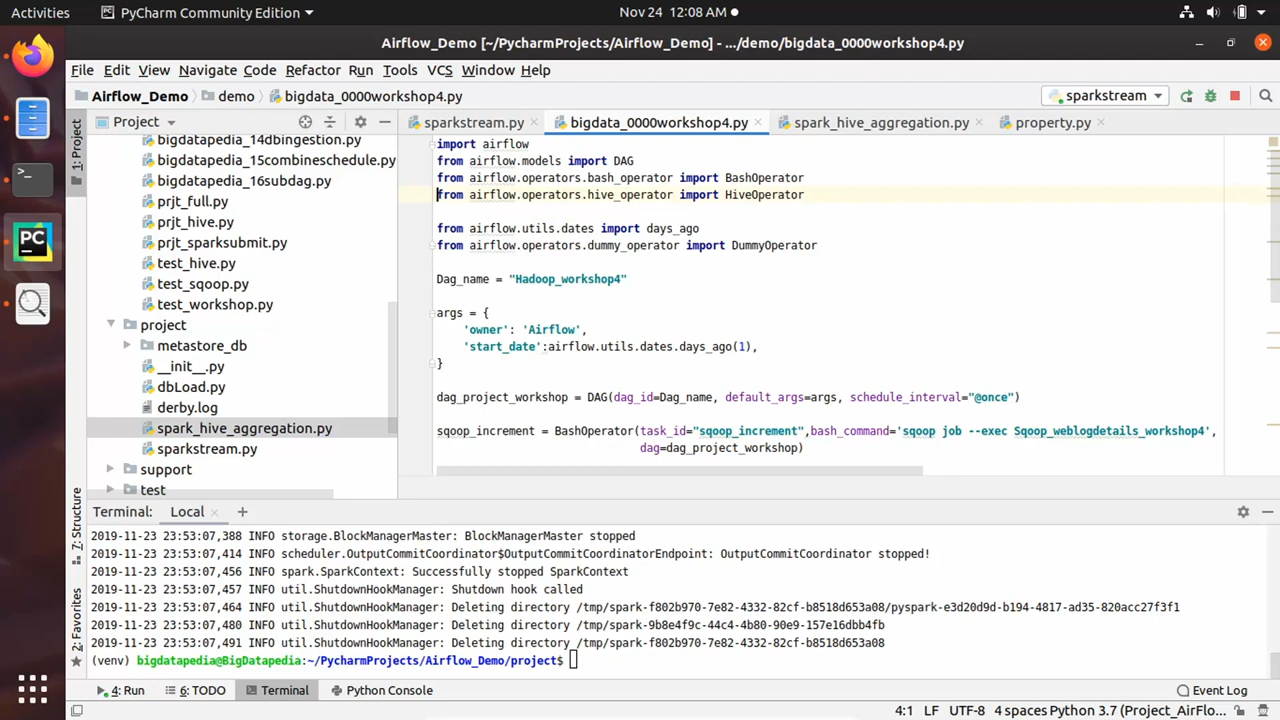 Activities PyCharm Community Edition Nov 24 12:08 AM
Airflow_Demo [~/PycharmProjects/Airflow_Demo] - .../demo/bigdata_0000workshop4.py
File Edit View Navigate Code Refactor Run Tools VCS Window Help
Airflow_Demo demo bigdata_0000workshop4.py sparkstream
Project sparkstream.py bigdata_0000workshop4.py spark_hive_aggregation.py property.py
1: Project
bigdatapedia_14dbingestion.py
bigdatapedia_15combineschedule.py
bigdatapedia_16subdag.py
prjt_full.py
prjt_hive.py
prjt_sparksubmit.py
test_hive.py
test_sqoop.py
test_workshop.py
project
metastore_db
__init__.py
dbLoad.py
derby.log
spark_hive_aggregation.py
sparkstream.py
support
test
import airflow
from airflow.models import DAG
from airflow.operators.bash_operator import BashOperator
from airflow.operators.hive_operator import HiveOperator
from airflow.utils.dates import days_ago
from airflow.operators.dummy_operator import DummyOperator
Dag_name = "Hadoop_workshop4"
args = {
'owner': 'Airflow',
'start_date':airflow.utils.dates.days_ago(1),
}
dag_project_workshop = DAG(dag_id=Dag_name, default_args=args, schedule_interval="@once")
sqoop_increment = BashOperator(task_id="sqoop_increment",bash_command='sqoop job --exec Sqoop_weblogdetails_workshop4',
dag=dag_project_workshop)
7: Structure
2: Favorites
Terminal: Local +
2019-11-23 23:53:07,388 INFO storage.BlockManagerMaster: BlockManagerMaster stopped
2019-11-23 23:53:07,414 INFO scheduler.OutputCommitCoordinator$OutputCommitCoordinatorEndpoint: OutputCommitCoordinator stopped!
2019-11-23 23:53:07,456 INFO spark.SparkContext: Successfully stopped SparkContext
2019-11-23 23:53:07,457 INFO util.ShutdownHookManager: Shutdown hook called
2019-11-23 23:53:07,464 INFO util.ShutdownHookManager: Deleting directory /tmp/spark-f802b970-7e82-4332-82cf-b8518d653a08/pyspark-e3d20d9d-b194-4817-ad35-820acc27f3f1
2019-11-23 23:53:07,480 INFO util.ShutdownHookManager: Deleting directory /tmp/spark-9b8e4f9c-44c4-4b80-90e9-157e16dbb4fb
2019-11-23 23:53:07,491 INFO util.ShutdownHookManager: Deleting directory /tmp/spark-f802b970-7e82-4332-82cf-b8518d653a08
(venv) bigdatapedia@BigDatapedia:~/PycharmProjects/Airflow_Demo/project$
4: Run 6: TODO Terminal Python Console Event Log
4:1 LF UTF-8 4 spaces Python 3.7 (Project_AirFlo...